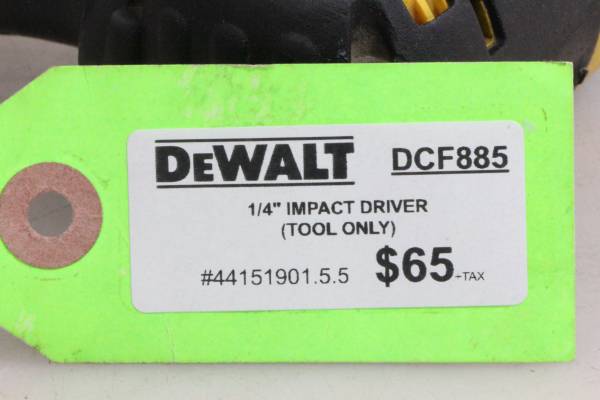 DEWALT DCF885
1/4" IMPACT DRIVER
(TOOL ONLY)
#44151901.5.5 $65 +TAX